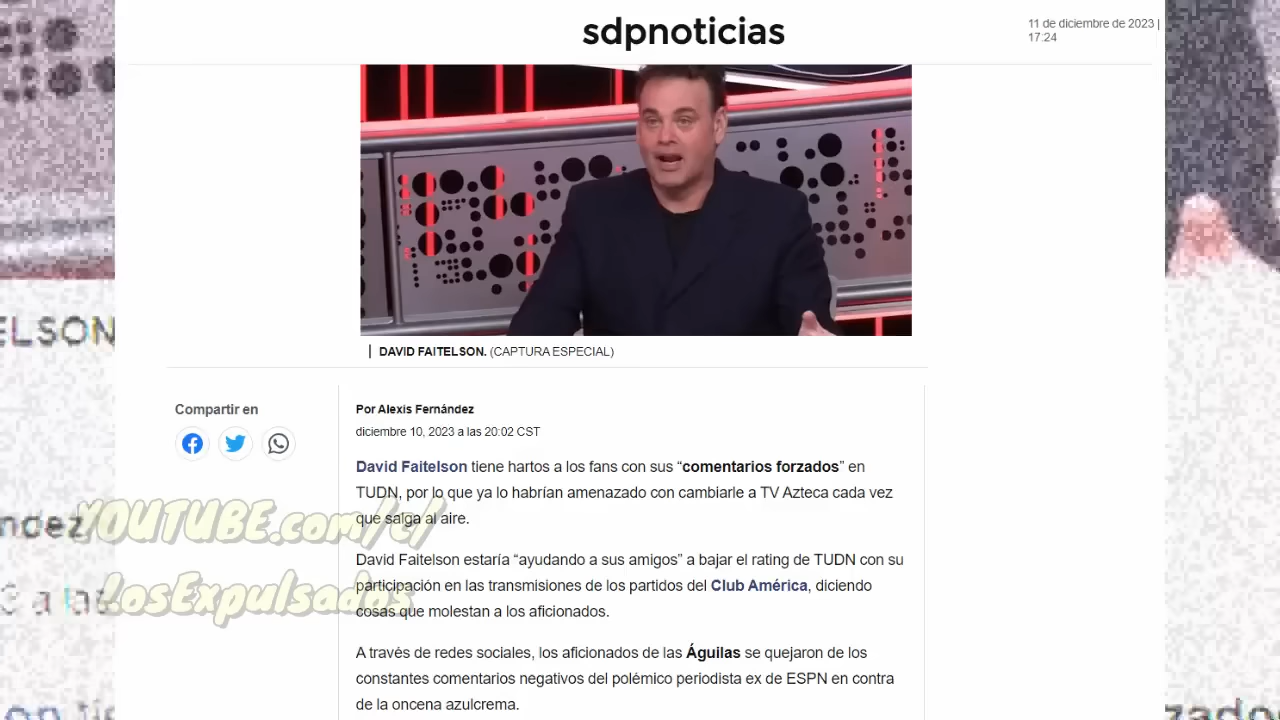 sdpnoticias
11 de diciembre de 2023 |
17:24
DAVID FAITELSON. (CAPTURA ESPECIAL)
Compartir en
Por Alexis Fernández
diciembre 10, 2023 a las 20:02 CST
David Faitelson tiene hartos a los fans con sus “comentarios forzados” en
TUDN, por lo que ya lo habrían amenazado con cambiarle a TV Azteca cada vez
que salga al aire.
David Faitelson estaría “ayudando a sus amigos” a bajar el rating de TUDN con su
participación en las transmisiones de los partidos del Club América, diciendo
cosas que molestan a los aficionados.
A través de redes sociales, los aficionados de las Águilas se quejaron de los
constantes comentarios negativos del polémico periodista ex de ESPN en contra
de la oncena azulcrema.
ELSON
ndez
YOUTUBE.com/c/
LosExpulsados